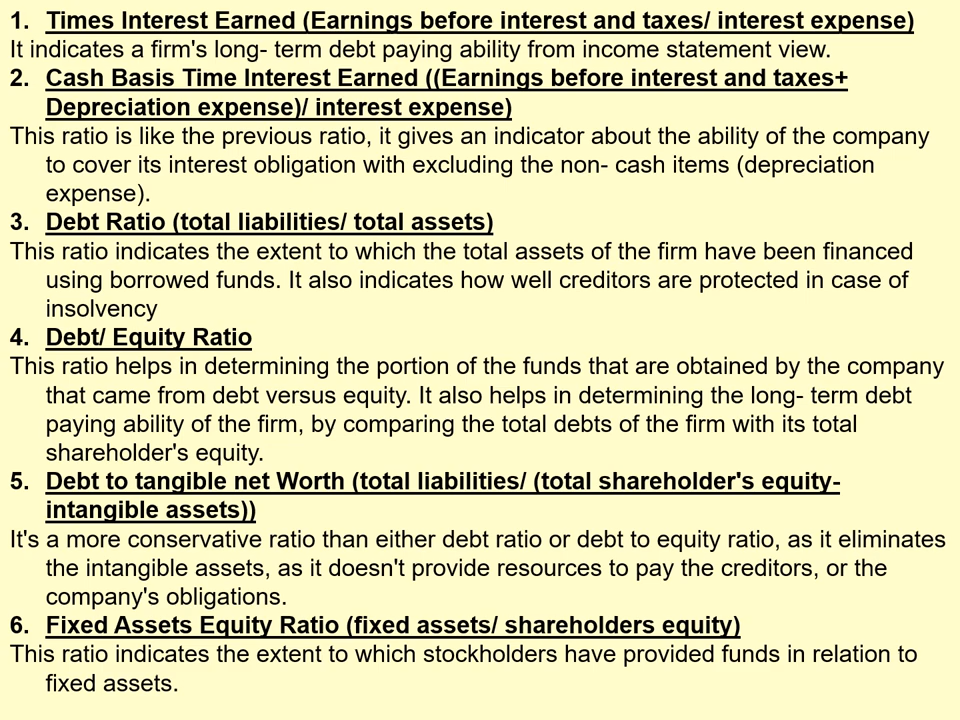 1. Times Interest Earned (Earnings before interest and taxes/ interest expense)
It indicates a firm's long- term debt paying ability from income statement view.
2. Cash Basis Time Interest Earned ((Earnings before interest and taxes+
Depreciation expense)/ interest expense)
This ratio is like the previous ratio, it gives an indicator about the ability of the company
to cover its interest obligation with excluding the non- cash items (depreciation
expense).
3. Debt Ratio (total liabilities/ total assets)
This ratio indicates the extent to which the total assets of the firm have been financed
using borrowed funds. It also indicates how well creditors are protected in case of
insolvency
4. Debt/ Equity Ratio
This ratio helps in determining the portion of the funds that are obtained by the company
that came from debt versus equity. It also helps in determining the long- term debt
paying ability of the firm, by comparing the total debts of the firm with its total
shareholder's equity.
5. Debt to tangible net Worth (total liabilities/ (total shareholder's equity-
intangible assets))
It's a more conservative ratio than either debt ratio or debt to equity ratio, as it eliminates
the intangible assets, as it doesn't provide resources to pay the creditors, or the
company's obligations.
6. Fixed Assets Equity Ratio (fixed assets/ shareholders equity)
This ratio indicates the extent to which stockholders have provided funds in relation to
fixed assets.